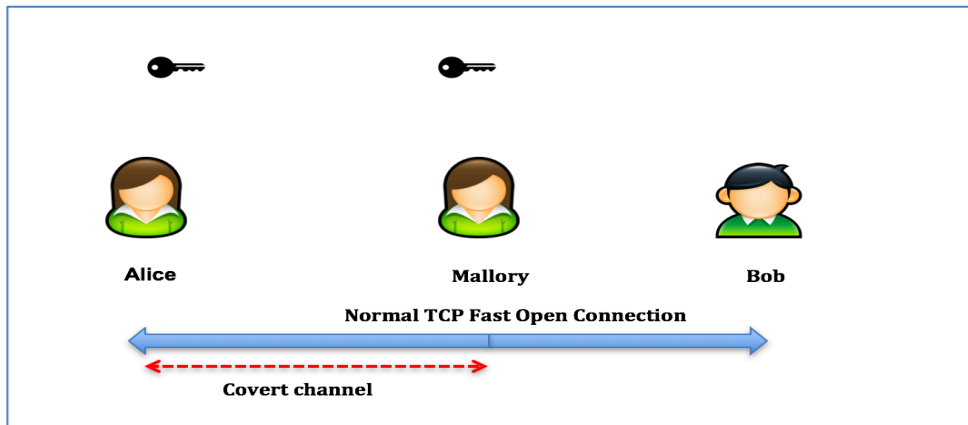 Alice
Mallory
Bob
Normal TCP Fast Open Connection
Covert channel